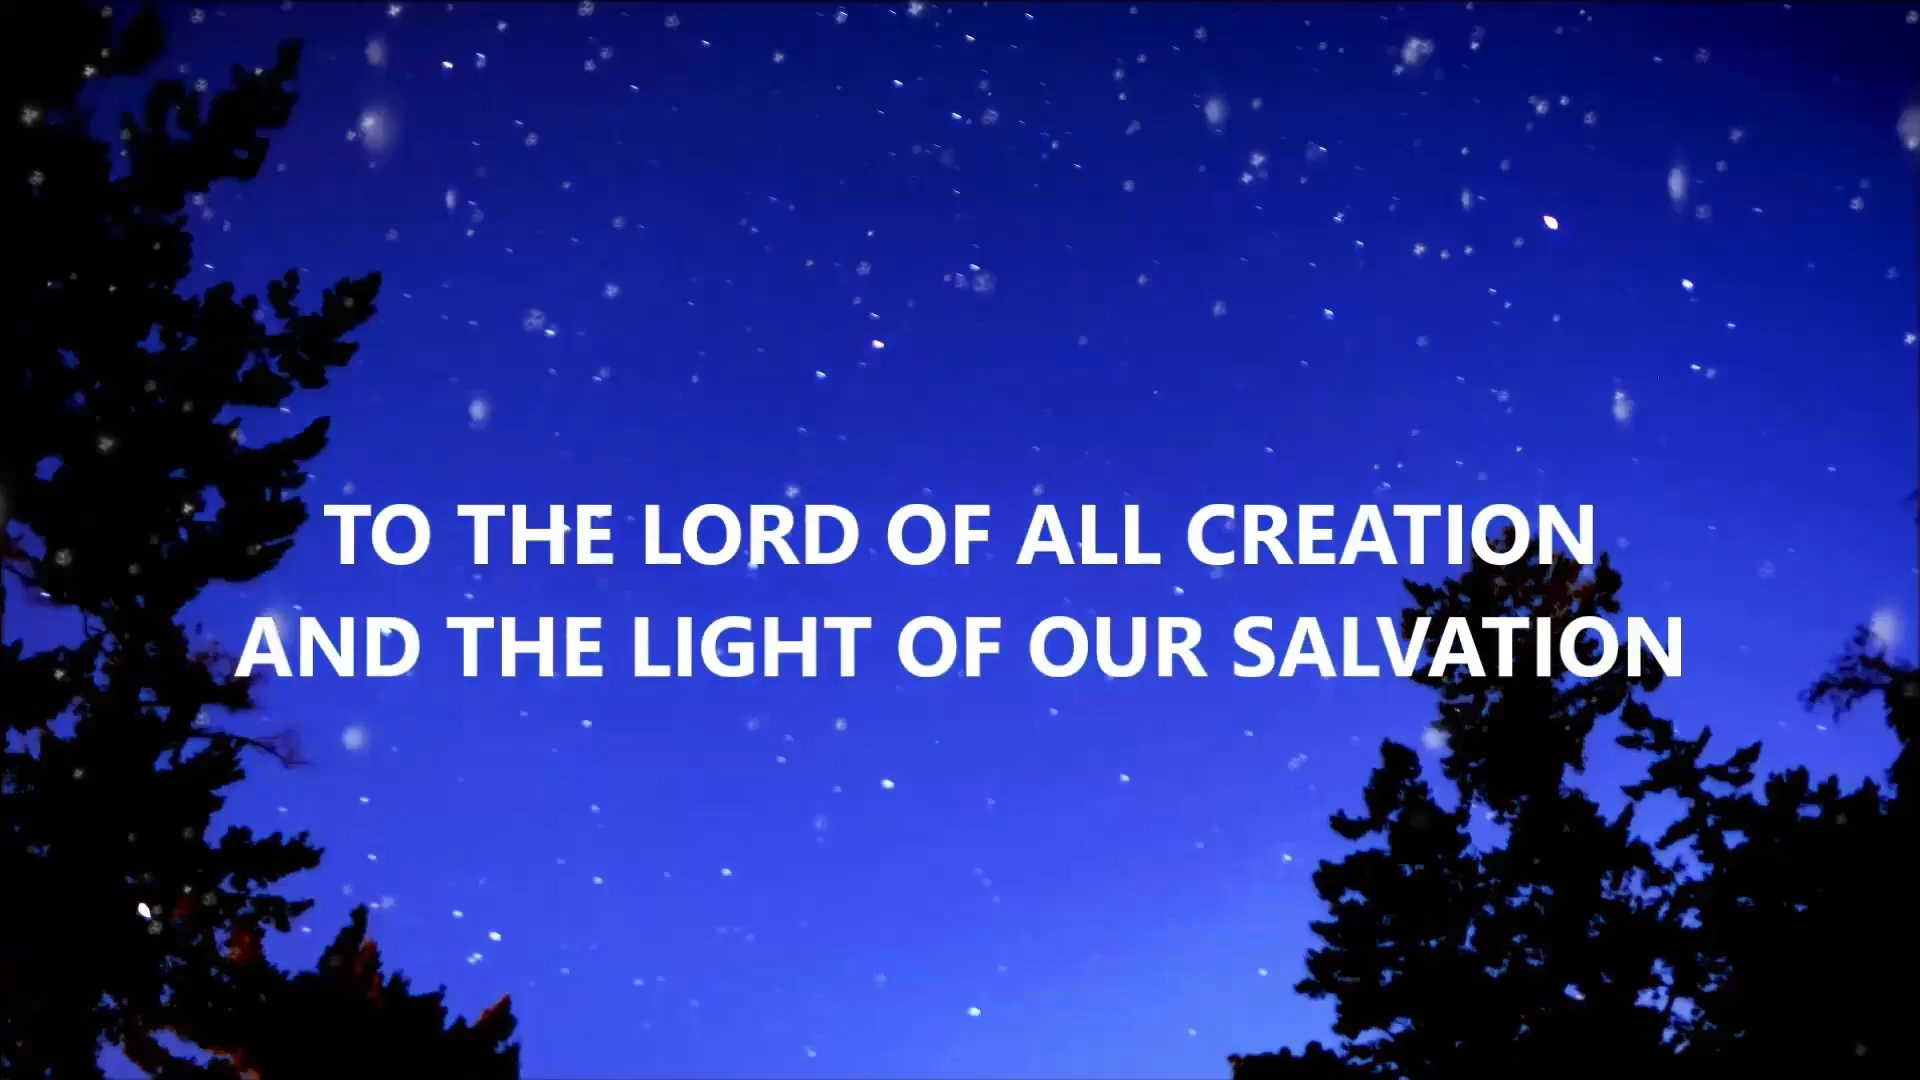 TO THE LORD OF ALL CREATION
AND THE LIGHT OF OUR SALVATION